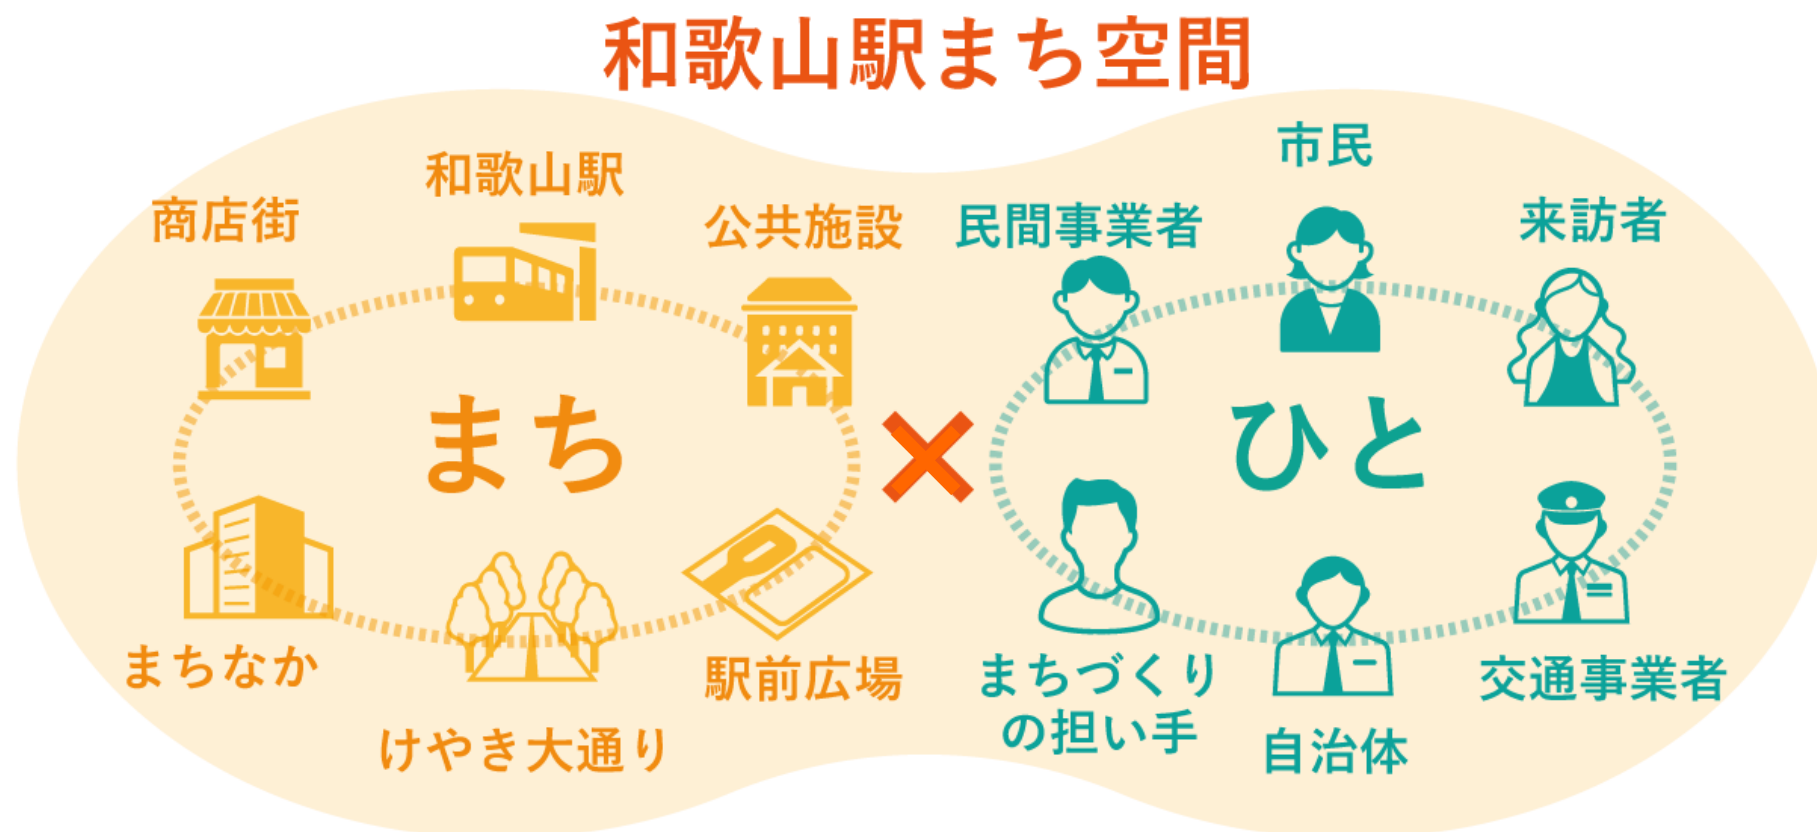 和歌山駅まち空間
和歌山駅
商店街
公共施設
まち
まちなか
けやき大通り
駅前広場
×
市民
民間事業者
来訪者
ひと
まちづくり
の担い手
自治体
交通事業者